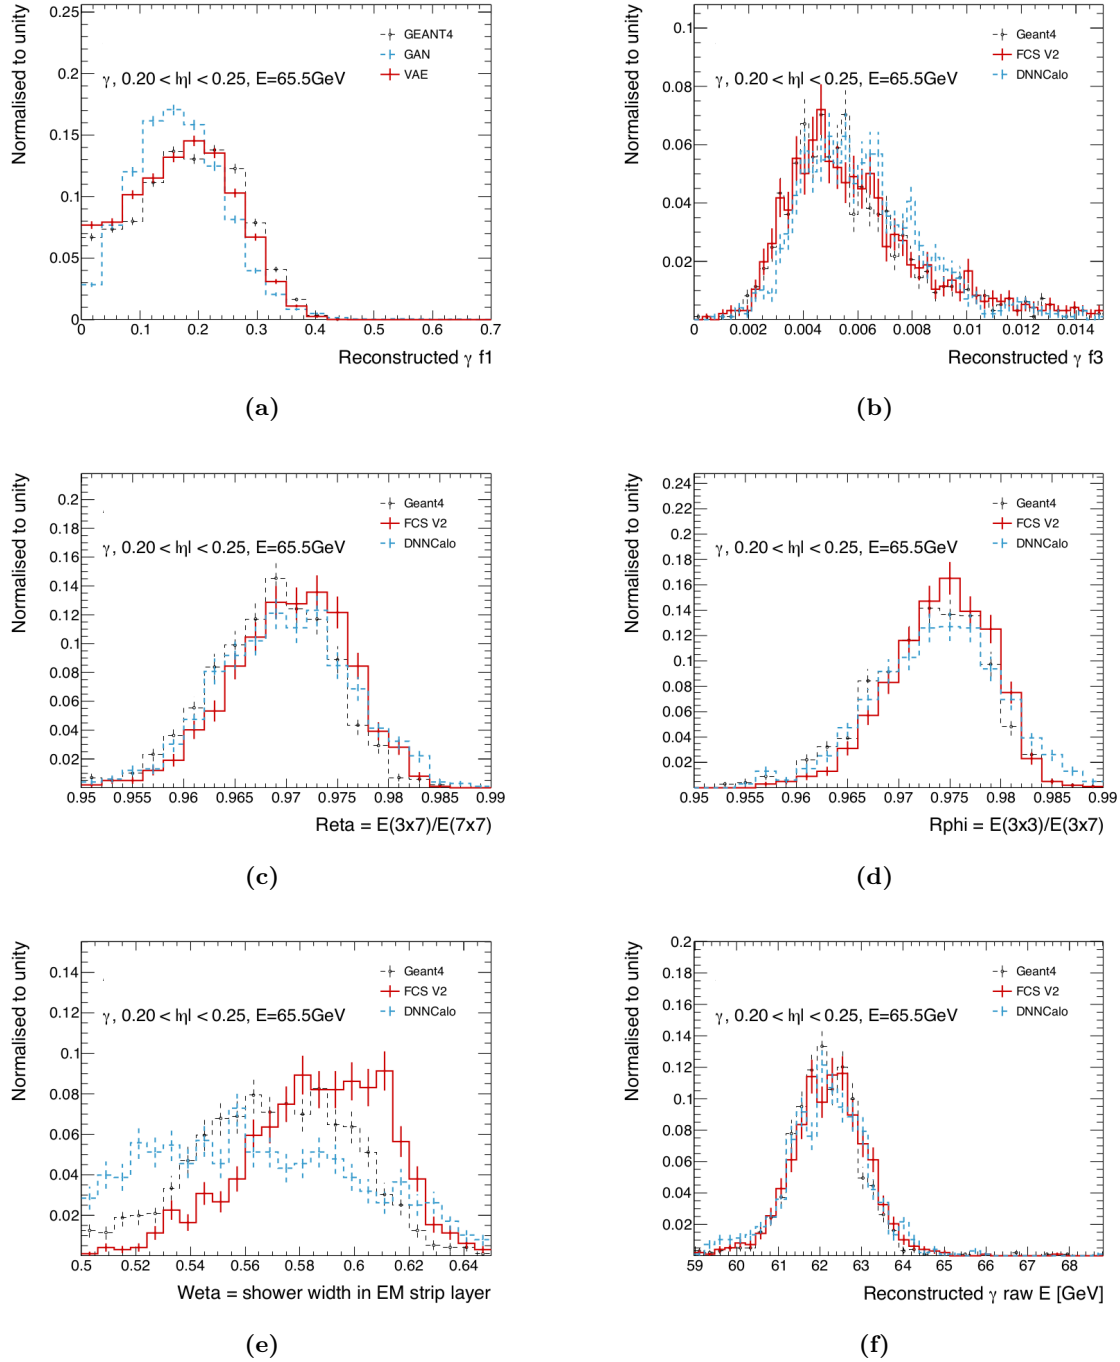 Normalised to unity
0.25
0.2
0.15
0.1
0.05
0
GEANT4
GAN
VAE
γ, 0.20 < |η| < 0.25, E=65.5GeV
0 0.1 0.2 0.3 0.4 0.5 0.6 0.7
Reconstructed γ f1
(a)
Normalised to unity
0.1
0.08
0.06
0.04
0.02
Geant4
FCS V2
DNNCalo
γ, 0.20 < |η| < 0.25, E=65.5GeV
0 0.002 0.004 0.006 0.008 0.01 0.012 0.014
Reconstructed γ f3
(b)
Normalised to unity
0.2
0.18
0.16
0.14
0.12
0.1
0.08
0.06
0.04
0.02
Geant4
FCS V2
DNNCalo
γ, 0.20 < |η| < 0.25, E=65.5GeV
0.95 0.955 0.96 0.965 0.97 0.975 0.98 0.985 0.99
Reta = E(3x7)/E(7x7)
(c)
Normalised to unity
0.24
0.22
0.2
0.18
0.16
0.14
0.12
0.1
0.08
0.06
0.04
0.02
Geant4
FCS V2
DNNCalo
γ, 0.20 < |η| < 0.25, E=65.5GeV
0.95 0.955 0.96 0.965 0.97 0.975 0.98 0.985 0.99
Rphi = E(3x3)/E(3x7)
(d)
Normalised to unity
0.14
0.12
0.1
0.08
0.06
0.04
0.02
Geant4
FCS V2
DNNCalo
γ, 0.20 < |η| < 0.25, E=65.5GeV
0.5 0.52 0.54 0.56 0.58 0.6 0.62 0.64
Weta = shower width in EM strip layer
(e)
Normalised to unity
0.2
0.18
0.16
0.14
0.12
0.1
0.08
0.06
0.04
0.02
Geant4
FCS V2
DNNCalo
γ, 0.20 < |η| < 0.25, E=65.5GeV
59 60 61 62 63 64 65 66 67 68
Reconstructed γ raw E [GeV]
(f)